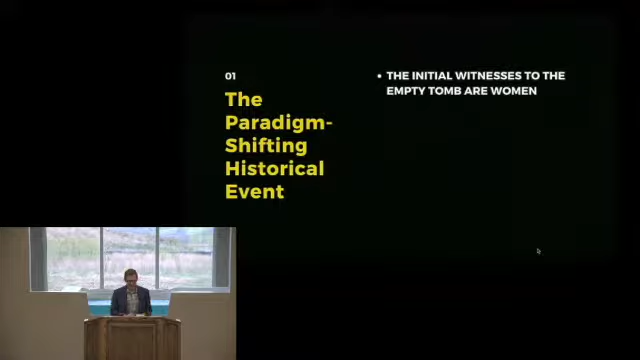 01
The
Paradigm-
Shifting
Historical
Event
• THE INITIAL WITNESSES TO THE
EMPTY TOMB ARE WOMEN